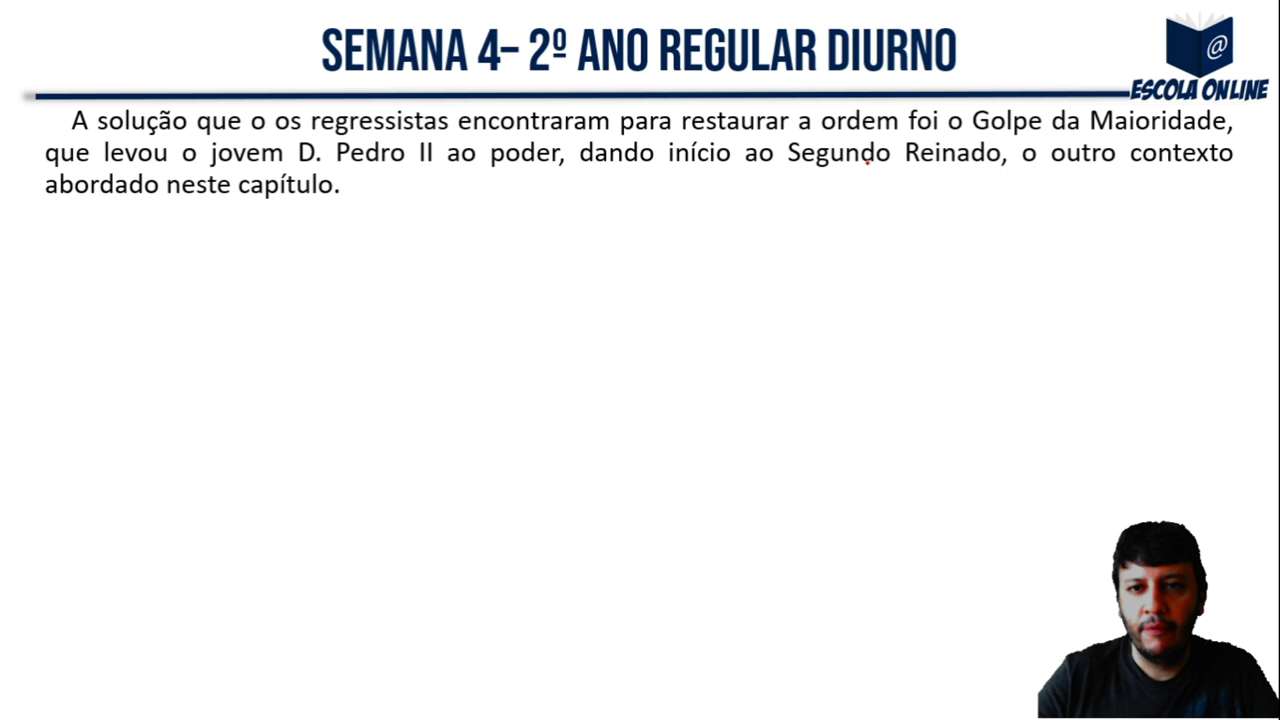 SEMANA 4– 2º ANO REGULAR DIURNO
@
ESCOLA ONLINE
A solução que o os regressistas encontraram para restaurar a ordem foi o Golpe da Maioridade,
que levou o jovem D. Pedro II ao poder, dando início ao Segundo Reinado, o outro contexto
abordado neste capítulo.